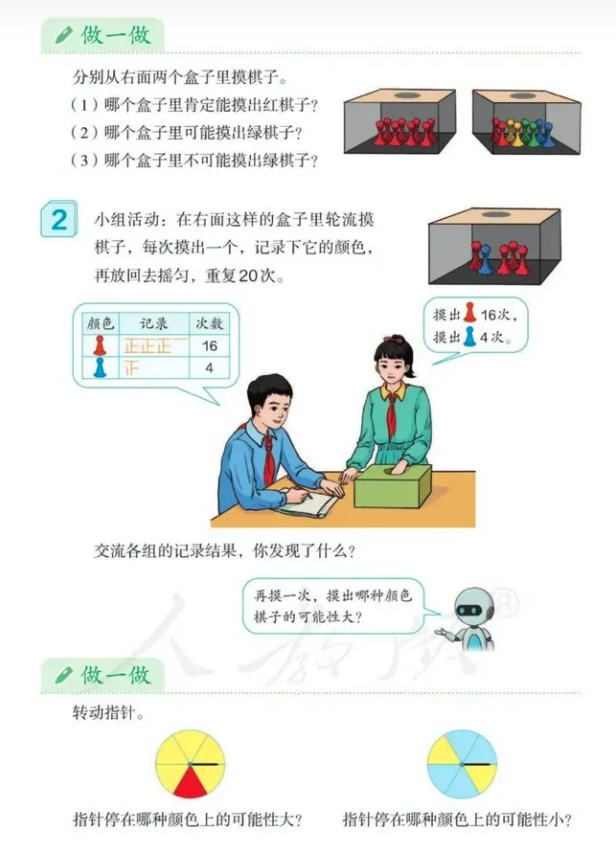 做一做
分别从右面两个盒子里摸棋子。
（1）哪个盒子里肯定能摸出红棋子？
（2）哪个盒子里可能摸出绿棋子？
（3）哪个盒子里不可能摸出绿棋子？
2
小组活动：在右面这样的盒子里轮流摸
棋子，每次摸出一个，记录下它的颜色，
再放回去摇匀，重复20次。
颜色 记录 次数
正正正一 16
正 4
摸出 16次，
摸出 4次。
交流各组的记录结果，你发现了什么？
再摸一次，摸出哪种颜色
棋子的可能性大？
人教版®
做一做
转动指针。
指针停在哪种颜色上的可能性大？
指针停在哪种颜色上的可能性小？